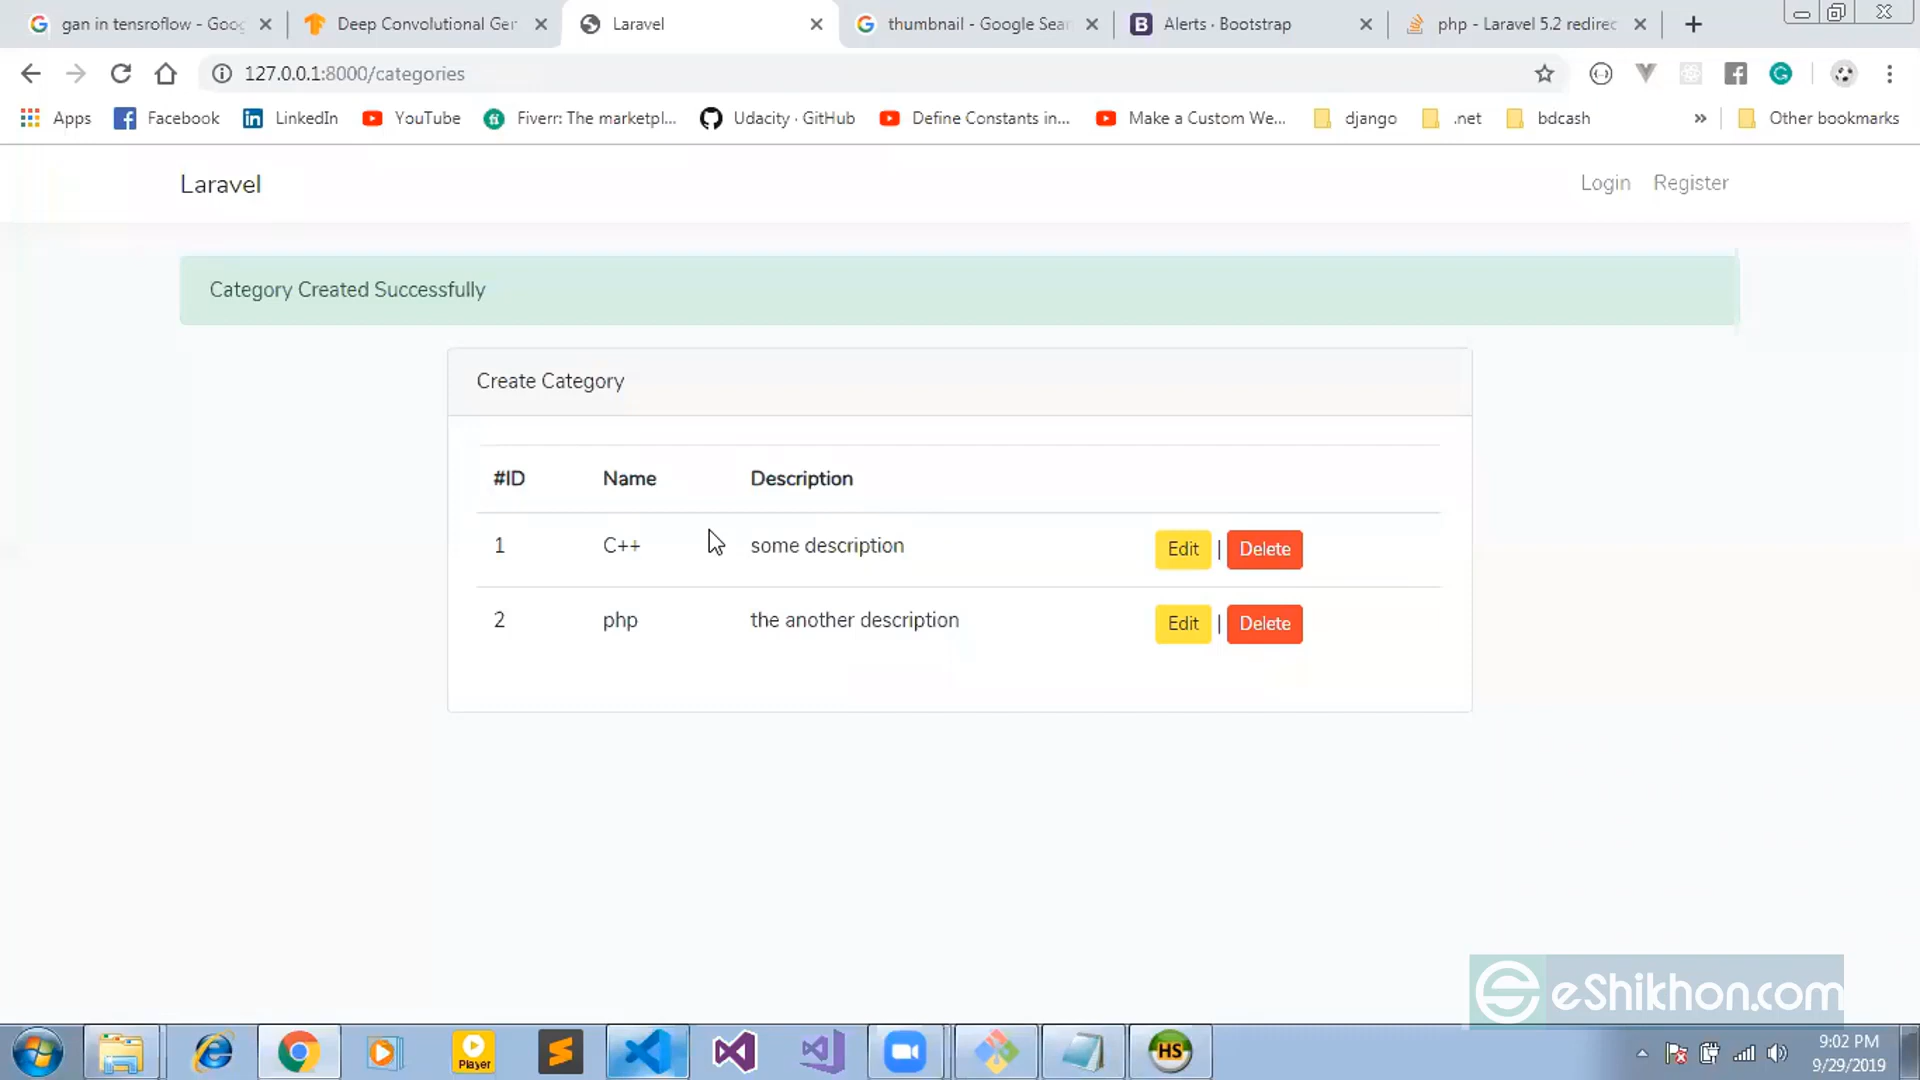 gan in tensroflow - Goog
Deep Convolutional Ger
Laravel
thumbnail - Google Sear
Alerts · Bootstrap
php - Laravel 5.2 redirec
127.0.0.1:8000/categories
Apps
Facebook
LinkedIn
YouTube
Fiverr: The marketpl...
Udacity · GitHub
Define Constants in...
Make a Custom We...
django
.net
bdcash
»
Other bookmarks
Laravel
Login
Register
Category Created Successfully
Create Category
#ID Name Description
1 C++ some description Edit | Delete
2 php the another description Edit | Delete
eShikhon.com
Player
HS
9:02 PM
9/29/2019